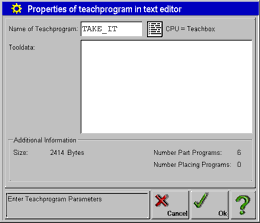 Properties of teachprogram in text editor
Name of Teachprogram: TAKE_IT CPU = Teachbox
Tooldata:
Additional Information
Size: 2414 Bytes Number Part Programs: 6
Number Placing Programs: 0
Enter Teachprogram Parameters
Cancel Ok ?